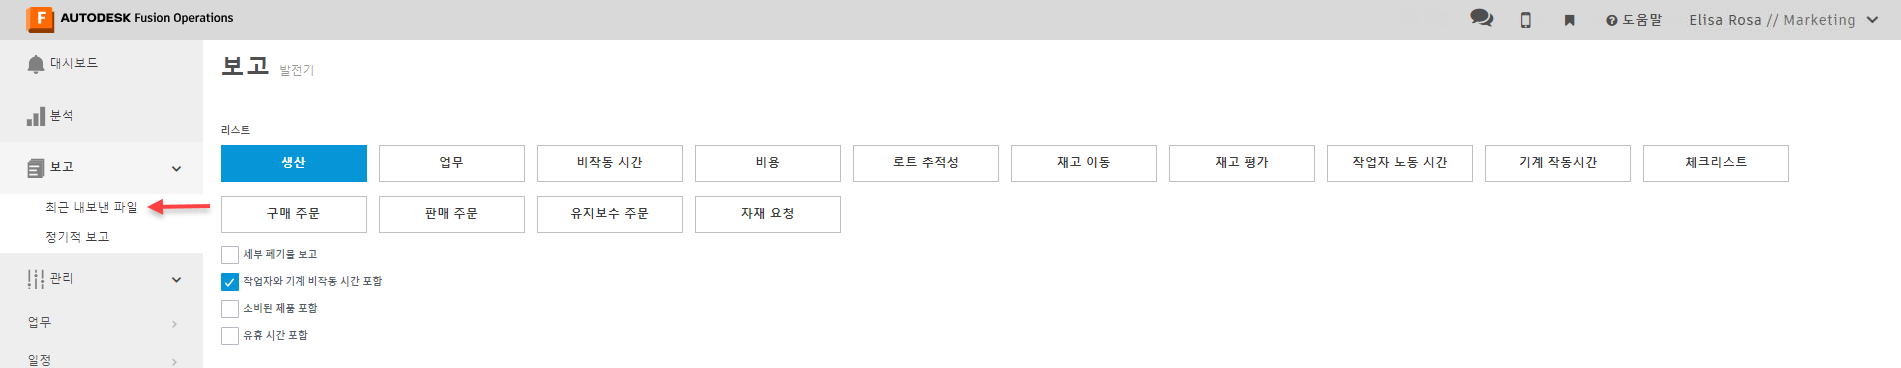 AUTODESK Fusion Operations
도움말
Elisa Rosa // Marketing
대시보드
분석
보고
최근 내보낸 파일
정기적 보고
관리
업무
일정
보고 발전기
리스트
생산
업무
비작동 시간
비용
로트 추적성
재고 이동
재고 평가
작업자 노동 시간
기계 작동시간
체크리스트
구매 주문
판매 주문
유지보수 주문
자재 요청
세부 폐기물 보고
작업자와 기계 비작동 시간 포함
소비된 제품 포함
유휴 시간 포함